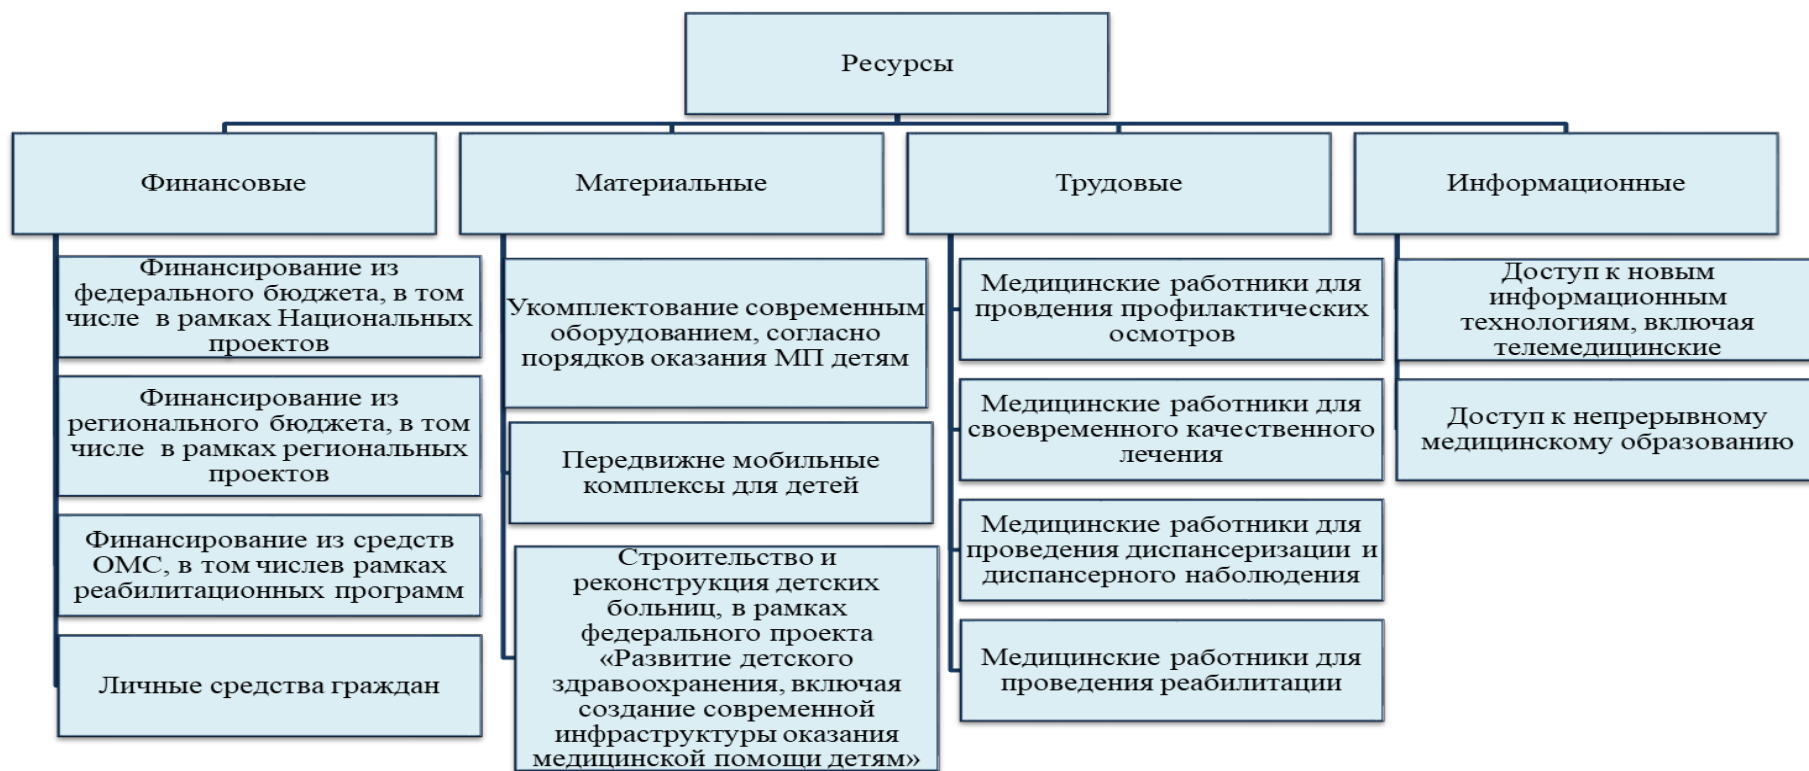 Ресурсы
Финансовые
Финансирование из
федерального бюджета, в том
числе в рамках Национальных
проектов
Финансирование из
регионального бюджета, в том
числе в рамках региональных
проектов
Финансирование из средств
ОМС, в том числев рамках
реабилитационных программ
Личные средства граждан
Материальные
Укомплектование современным
оборудованием, согласно
порядков оказания МП детям
Передвижне мобильные
комплексы для детей
Строительство и
реконструкция детских
больниц, в рамках
федерального проекта
«Развитие детского
здравоохранения, включая
создание современной
инфраструктуры оказания
медицинской помощи детям»
Трудовые
Медицинские работники для
провдения профилактических
осмотров
Медицинские работники для
своевременного качественного
лечения
Медицинские работники для
проведения диспансеризации и
диспансерного наболюдения
Медицинские работники для
проведения реабилитации
Информационные
Доступ к новым
информационным
технологиям, включая
телемедицинские
Доступ к непрерывному
медицинскому образованию